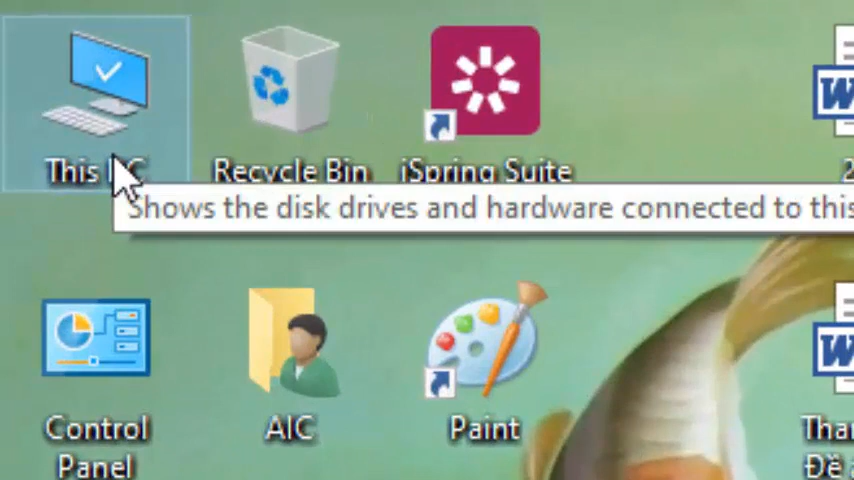 This PC
Recycle Bin
iSpring Suite
Shows the disk drives and hardware connected to this
Control
Panel
AIC
Paint
Đề